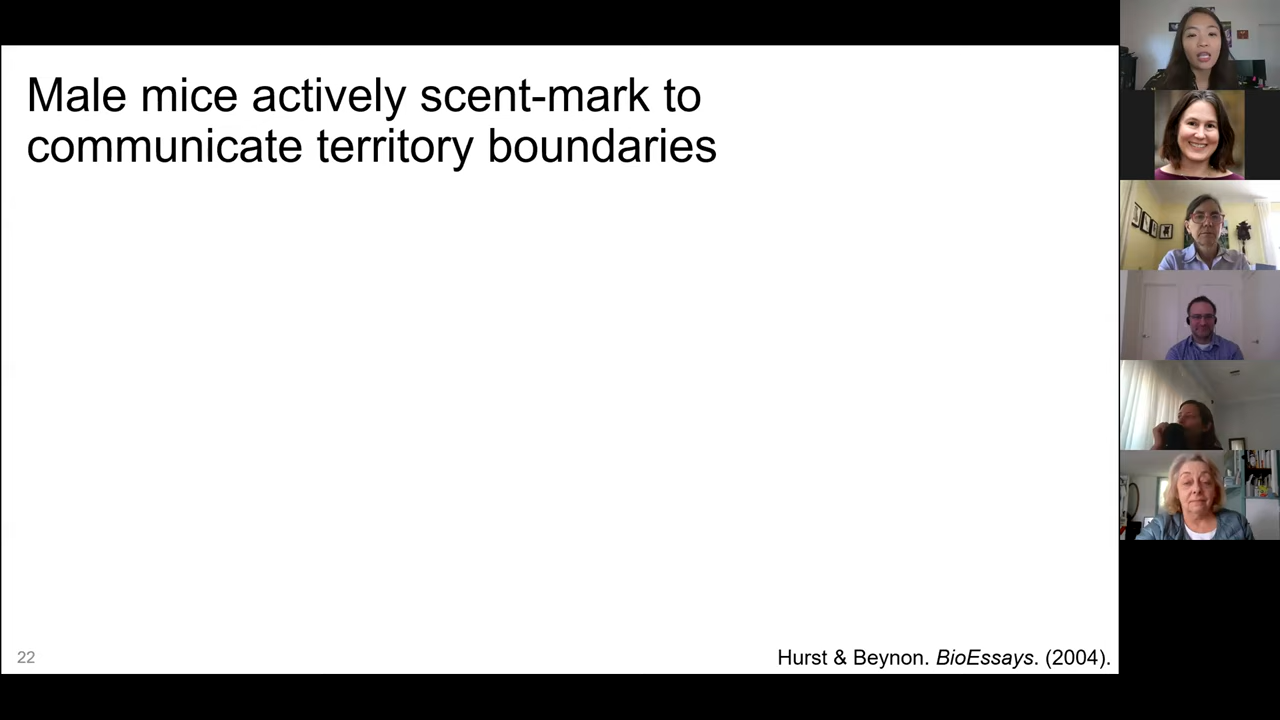 Male mice actively scent-mark to
communicate territory boundaries
22
Hurst & Beynon. BioEssays. (2004).